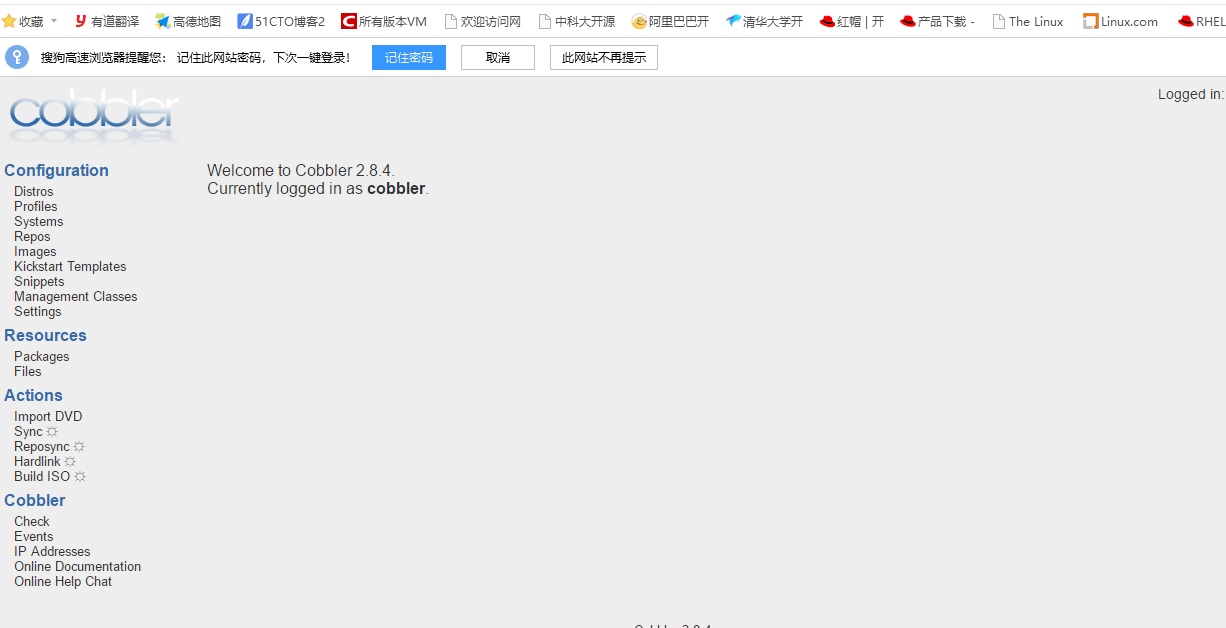 收藏 有道翻译 高德地图 51CTO博客2 所有版本VM 欢迎访问网 中科大开源 阿里巴巴开 清华大学开 红帽 | 开 产品下载 - The Linux Linux.com RHEL
搜狗高速浏览器提醒您： 记住此网站密码，下次一键登录！ 记住密码 取消 此网站不再提示
cobbler
Logged in:
Configuration
Distros
Profiles
Systems
Repos
Images
Kickstart Templates
Snippets
Management Classes
Settings
Resources
Packages
Files
Actions
Import DVD
Sync
Reposync
Hardlink
Build ISO
Cobbler
Check
Events
IP Addresses
Online Documentation
Online Help Chat
Welcome to Cobbler 2.8.4.
Currently logged in as cobbler.
Cobbler 2.8.4